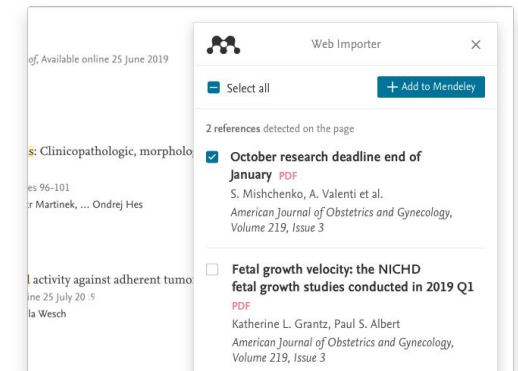 of, Available online 25 June 2019
s: Clinicopathologic, morpholo
es 96-101
r Martinek, ... Ondrej Hes
l activity against adherent tumo
ine 25 July 20 .9
la Wesch
Web Importer
Select all
+ Add to Mendeley
2 references detected on the page
October research deadline end of
January PDF
S. Mishchenko, A. Valenti et al.
American Journal of Obstetrics and Gynecology,
Volume 219, Issue 3
Fetal growth velocity: the NICHD
fetal growth studies conducted in 2019 Q1
PDF
Katherine L. Grantz, Paul S. Albert
American Journal of Obstetrics and Gynecology,
Volume 219, Issue 3